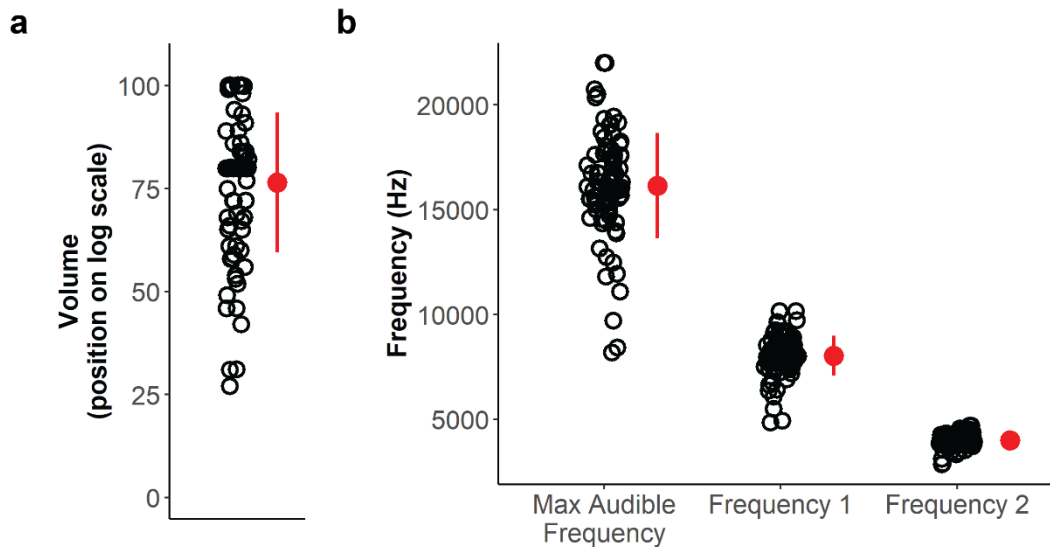 a
Volume
(position on log scale)
100
75
50
25
0
b
Frequency (Hz)
20000
15000
10000
5000
Max Audible
Frequency
Frequency 1
Frequency 2